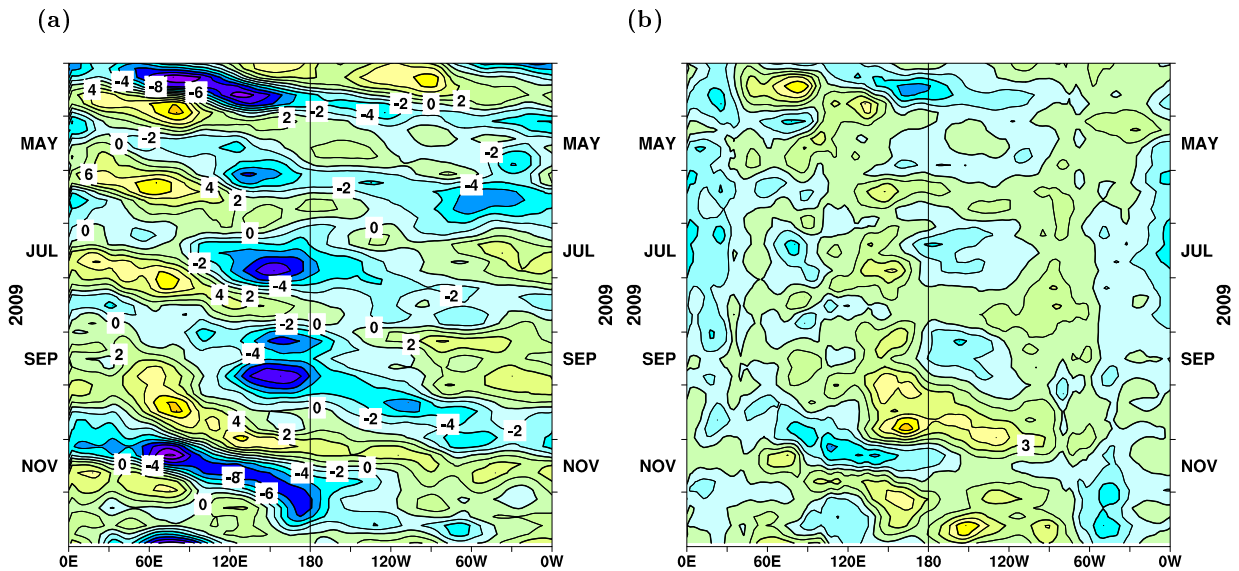 (a) (b)
4 -4 -8 -6 2 -2 -4 -2 0 2
MAY 0 -2 -2 MAY MAY
6 4 2 -2 -4
0 0 0
JUL -2 -4 JUL JUL JUL
4 2 -2
2009 2009 2009 2009
0 -2 0 0
SEP 2 -4 2 SEP SEP SEP
4 2 0 -2 -4 -2
3
NOV 0 -4 -8 -6 -4 -2 0 NOV NOV NOV
0
0E 60E 120E 180 120W 60W 0W 0E 60E 120E 180 120W 60W 0W